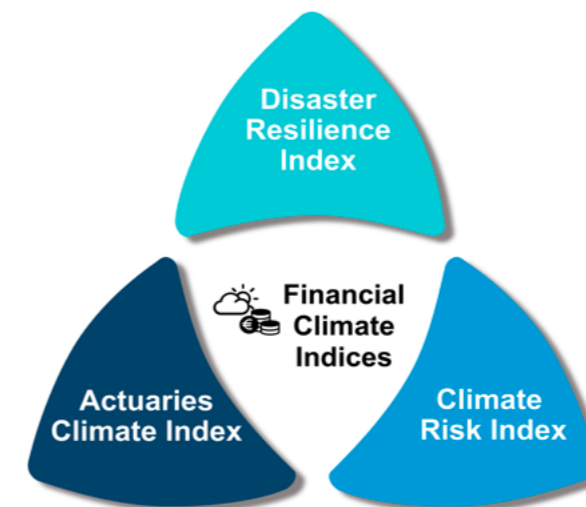 Disaster
Resilience
Index
Financial
Climate
Indices
Actuaries
Climate Index
Climate
Risk Index